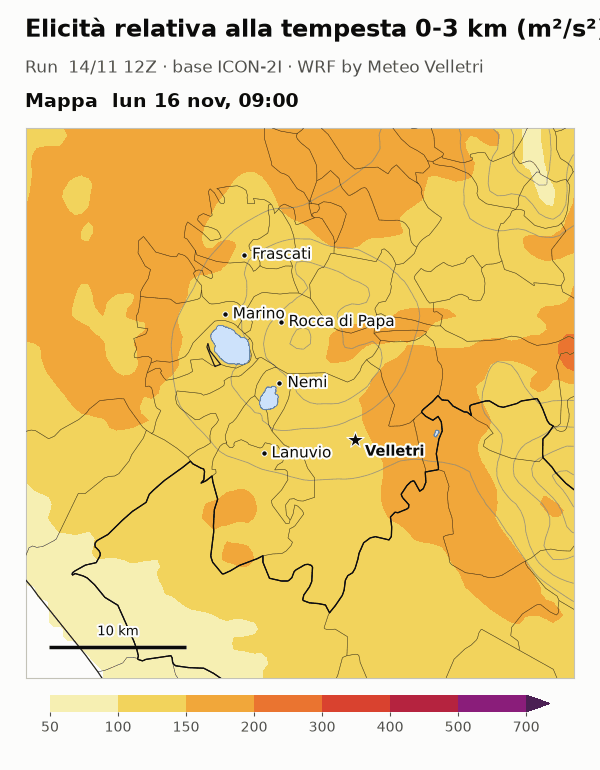 Elicità relativa alla tempesta 0-3 km (m²/s²)
Run  14/11 12Z · base ICON-2I · WRF by Meteo Velletri
Mappa  lun 16 nov, 09:00
Frascati
Marino
Rocca di Papa
Nemi
Velletri
Lanuvio
10 km
50 100 150 200 300 400 500 700